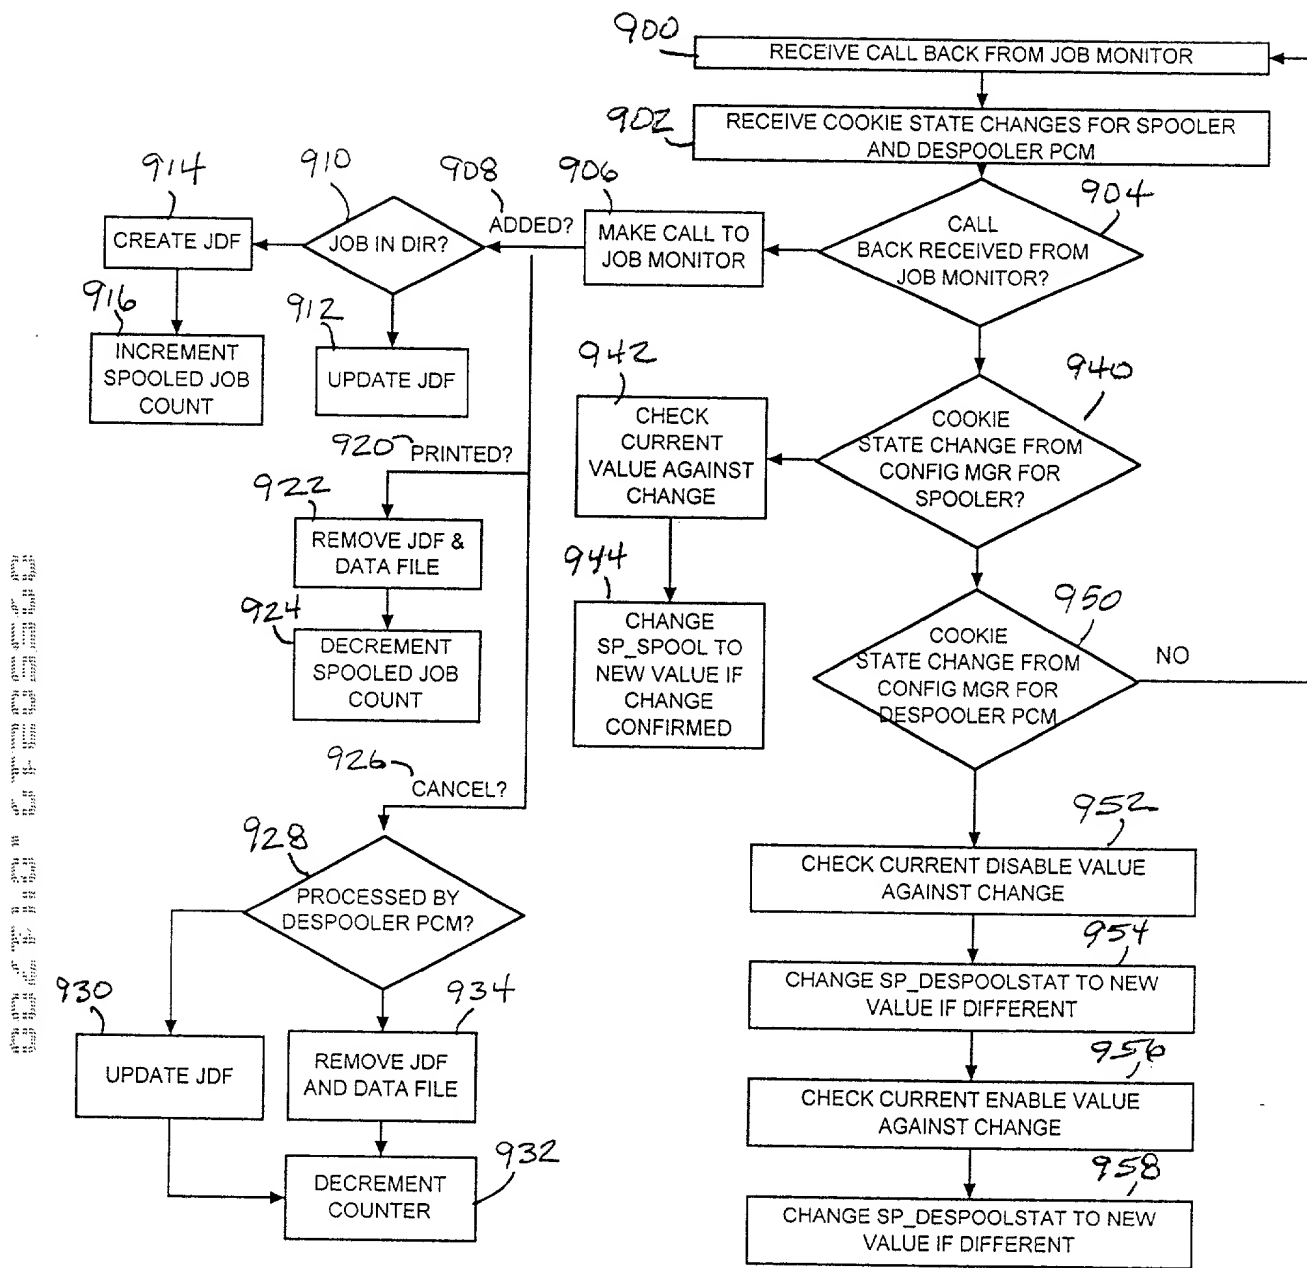 900
RECEIVE CALL BACK FROM JOB MONITOR
902
RECEIVE COOKIE STATE CHANGES FOR SPOOLER
AND DESPOOLER PCM
904
CALL
BACK RECEIVED FROM
JOB MONITOR?
906
MAKE CALL TO
JOB MONITOR
908
ADDED?
910
JOB IN DIR?
914
CREATE JDF
916
INCREMENT
SPOOLED JOB
COUNT
912
UPDATE JDF
920
PRINTED?
922
REMOVE JDF &
DATA FILE
924
DECREMENT
SPOOLED JOB
COUNT
926
CANCEL?
928
PROCESSED BY
DESPOOLER PCM?
930
UPDATE JDF
934
REMOVE JDF
AND DATA FILE
932
DECREMENT
COUNTER
940
COOKIE
STATE CHANGE FROM
CONFIG MGR FOR
SPOOLER?
942
CHECK
CURRENT
VALUE AGAINST
CHANGE
944
CHANGE
SP_SPOOL TO
NEW VALUE IF
CHANGE
CONFIRMED
950
COOKIE
STATE CHANGE FROM
CONFIG MGR FOR
DESPOOLER PCM
NO
952
CHECK CURRENT DISABLE VALUE
AGAINST CHANGE
954
CHANGE SP_DESPOOLSTAT TO NEW
VALUE IF DIFFERENT
956
CHECK CURRENT ENABLE VALUE
AGAINST CHANGE
958
CHANGE SP_DESPOOLSTAT TO NEW
VALUE IF DIFFERENT